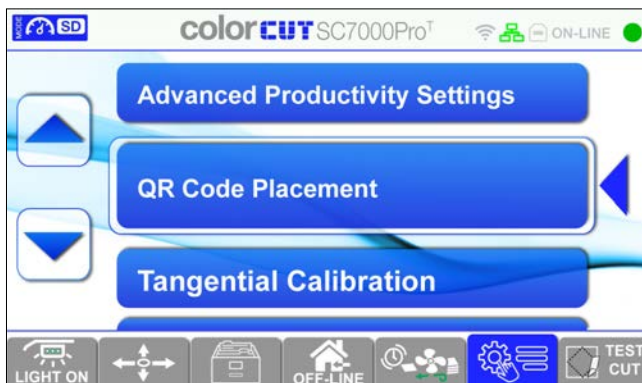 MODE SD colorCUT SC7000Proᵀ ON-LINE
Advanced Productivity Settings
QR Code Placement
Tangential Calibration
LIGHT ON OFF-LINE TEST
CUT